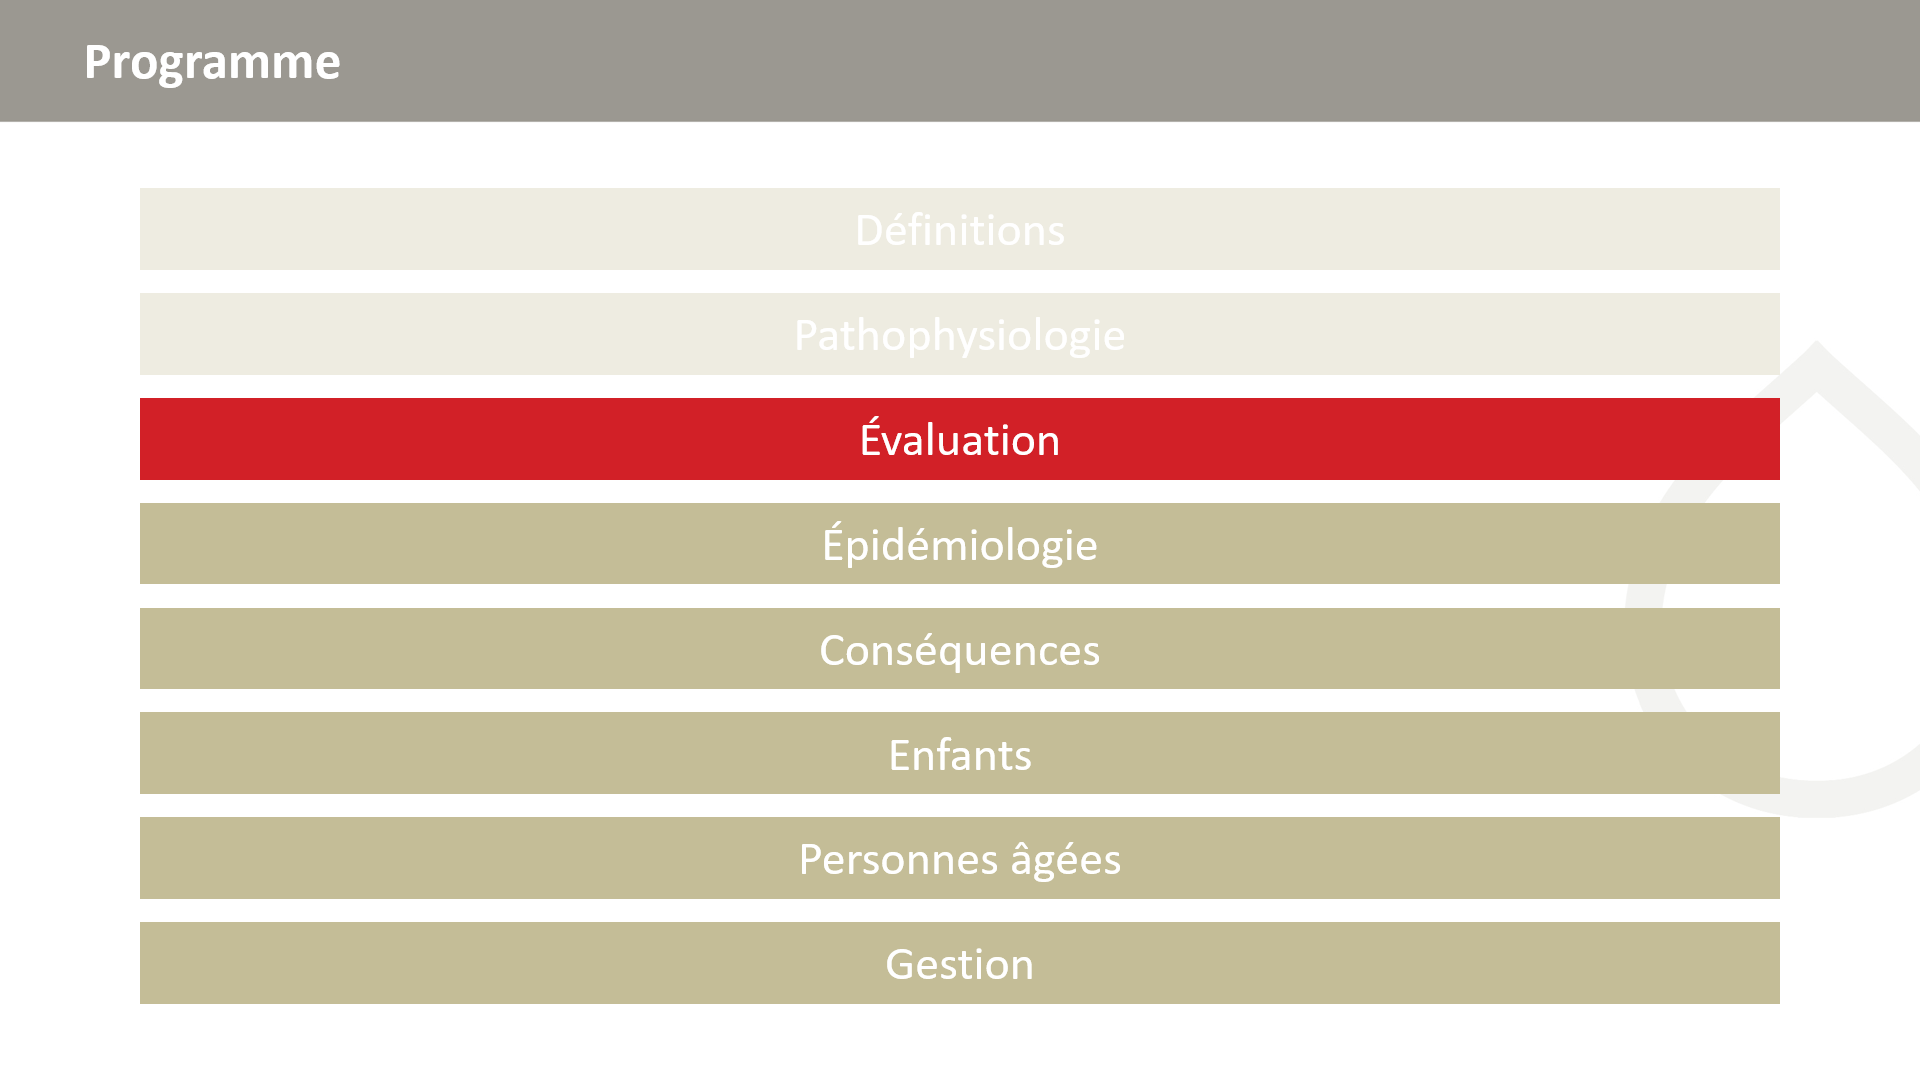 Programme
Définitions
Pathophysiologie
Évaluation
Épidémiologie
Conséquences
Enfants
Personnes âgées
Gestion